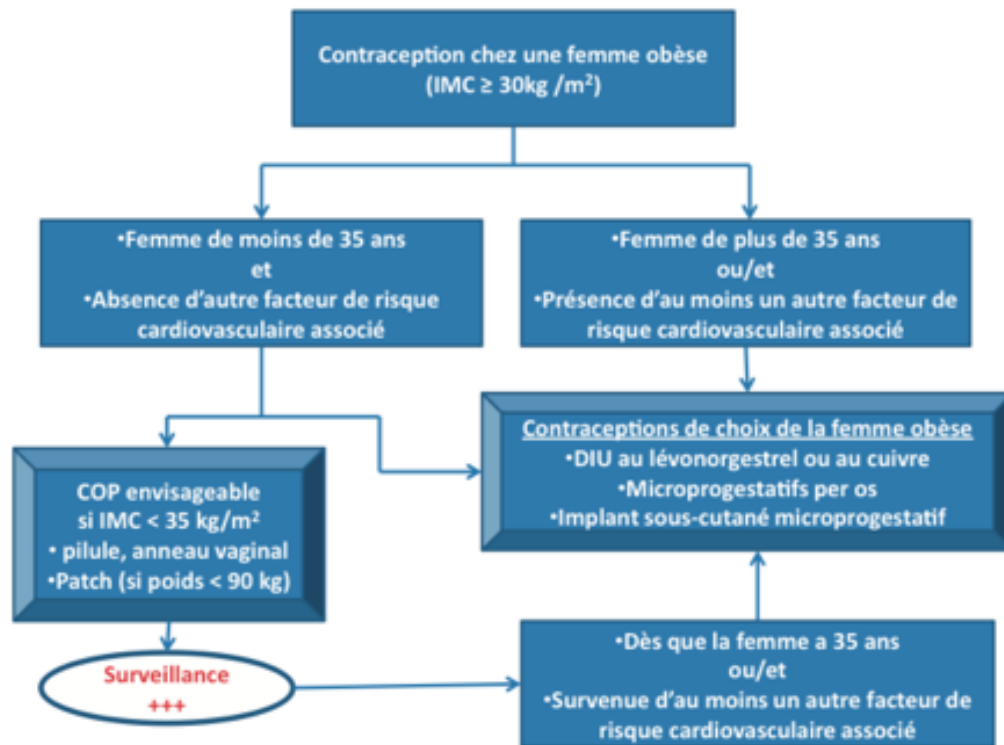 Contraception chez une femme obèse
(IMC ≥ 30kg /m²)
•Femme de moins de 35 ans
et
•Absence d'autre facteur de risque
cardiovasculaire associé
•Femme de plus de 35 ans
ou/et
•Présence d'au moins un autre facteur de
risque cardiovasculaire associé
COP envisageable
si IMC < 35 kg/m²
• pilule, anneau vaginal
•Patch (si poids < 90 kg)
Contraceptions de choix de la femme obèse
•DIU au lévonorgestrel ou au cuivre
•Microprogestatifs per os
•Implant sous-cutané microprogestatif
Surveillance
+++
•Dès que la femme a 35 ans
ou/et
•Survenue d'au moins un autre facteur de
risque cardiovasculaire associé